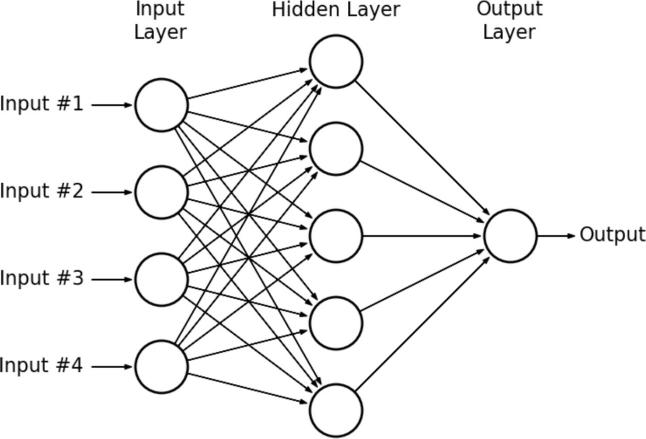 Input
Layer
Hidden Layer
Output
Layer
Input #1
Input #2
Input #3
Input #4
Output